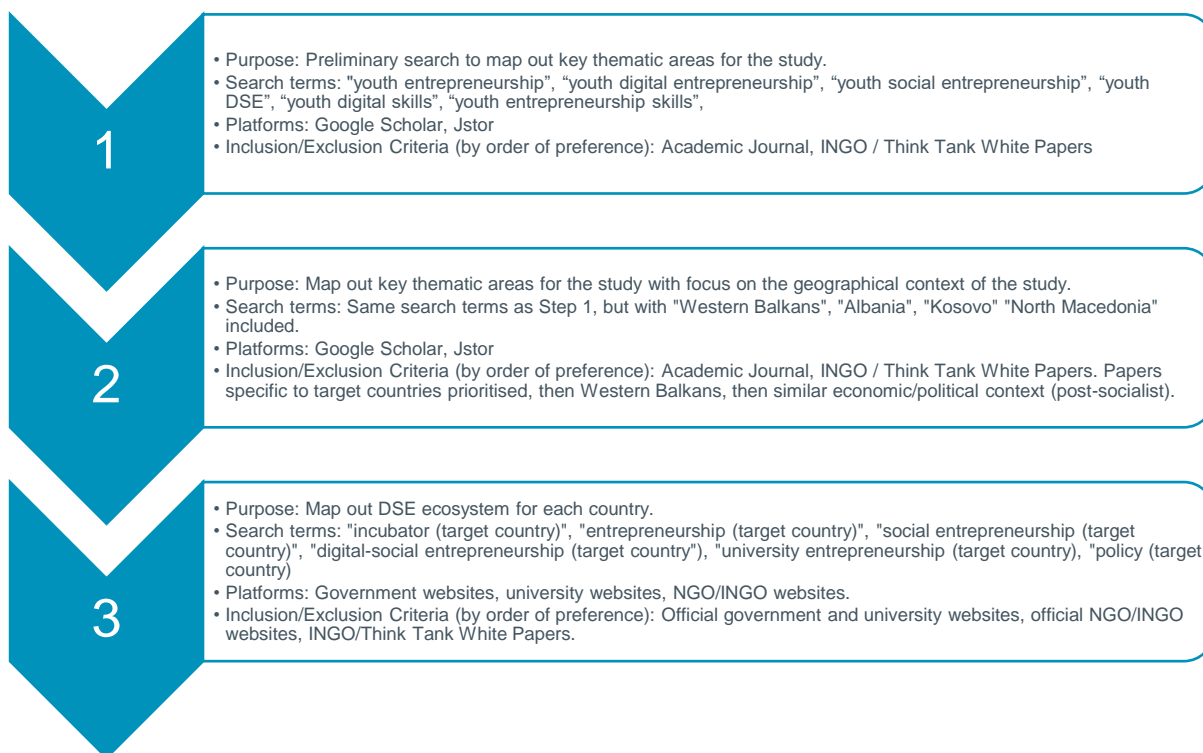 1
• Purpose: Preliminary search to map out key thematic areas for the study.
• Search terms: "youth entrepreneurship”, “youth digital entrepreneurship”, “youth social entrepreneurship”, “youth
DSE”, “youth digital skills”, “youth entrepreneurship skills”,
• Platforms: Google Scholar, Jstor
• Inclusion/Exclusion Criteria (by order of preference): Academic Journal, INGO / Think Tank White Papers
2
• Purpose: Map out key thematic areas for the study with focus on the geographical context of the study.
• Search terms: Same search terms as Step 1, but with "Western Balkans", "Albania", "Kosovo" "North Macedonia"
included.
• Platforms: Google Scholar, Jstor
• Inclusion/Exclusion Criteria (by order of preference): Academic Journal, INGO / Think Tank White Papers. Papers
specific to target countries prioritised, then Western Balkans, then similar economic/political context (post-socialist).
3
• Purpose: Map out DSE ecosystem for each country.
• Search terms: "incubator (target country)", "entrepreneurship (target country)", "social entrepreneurship (target
country)", "digital-social entrepreneurship (target country"), "university entrepreneurship (target country), "policy (target
country)
• Platforms: Government websites, university websites, NGO/INGO websites.
• Inclusion/Exclusion Criteria (by order of preference): Official government and university websites, official NGO/INGO
websites, INGO/Think Tank White Papers.